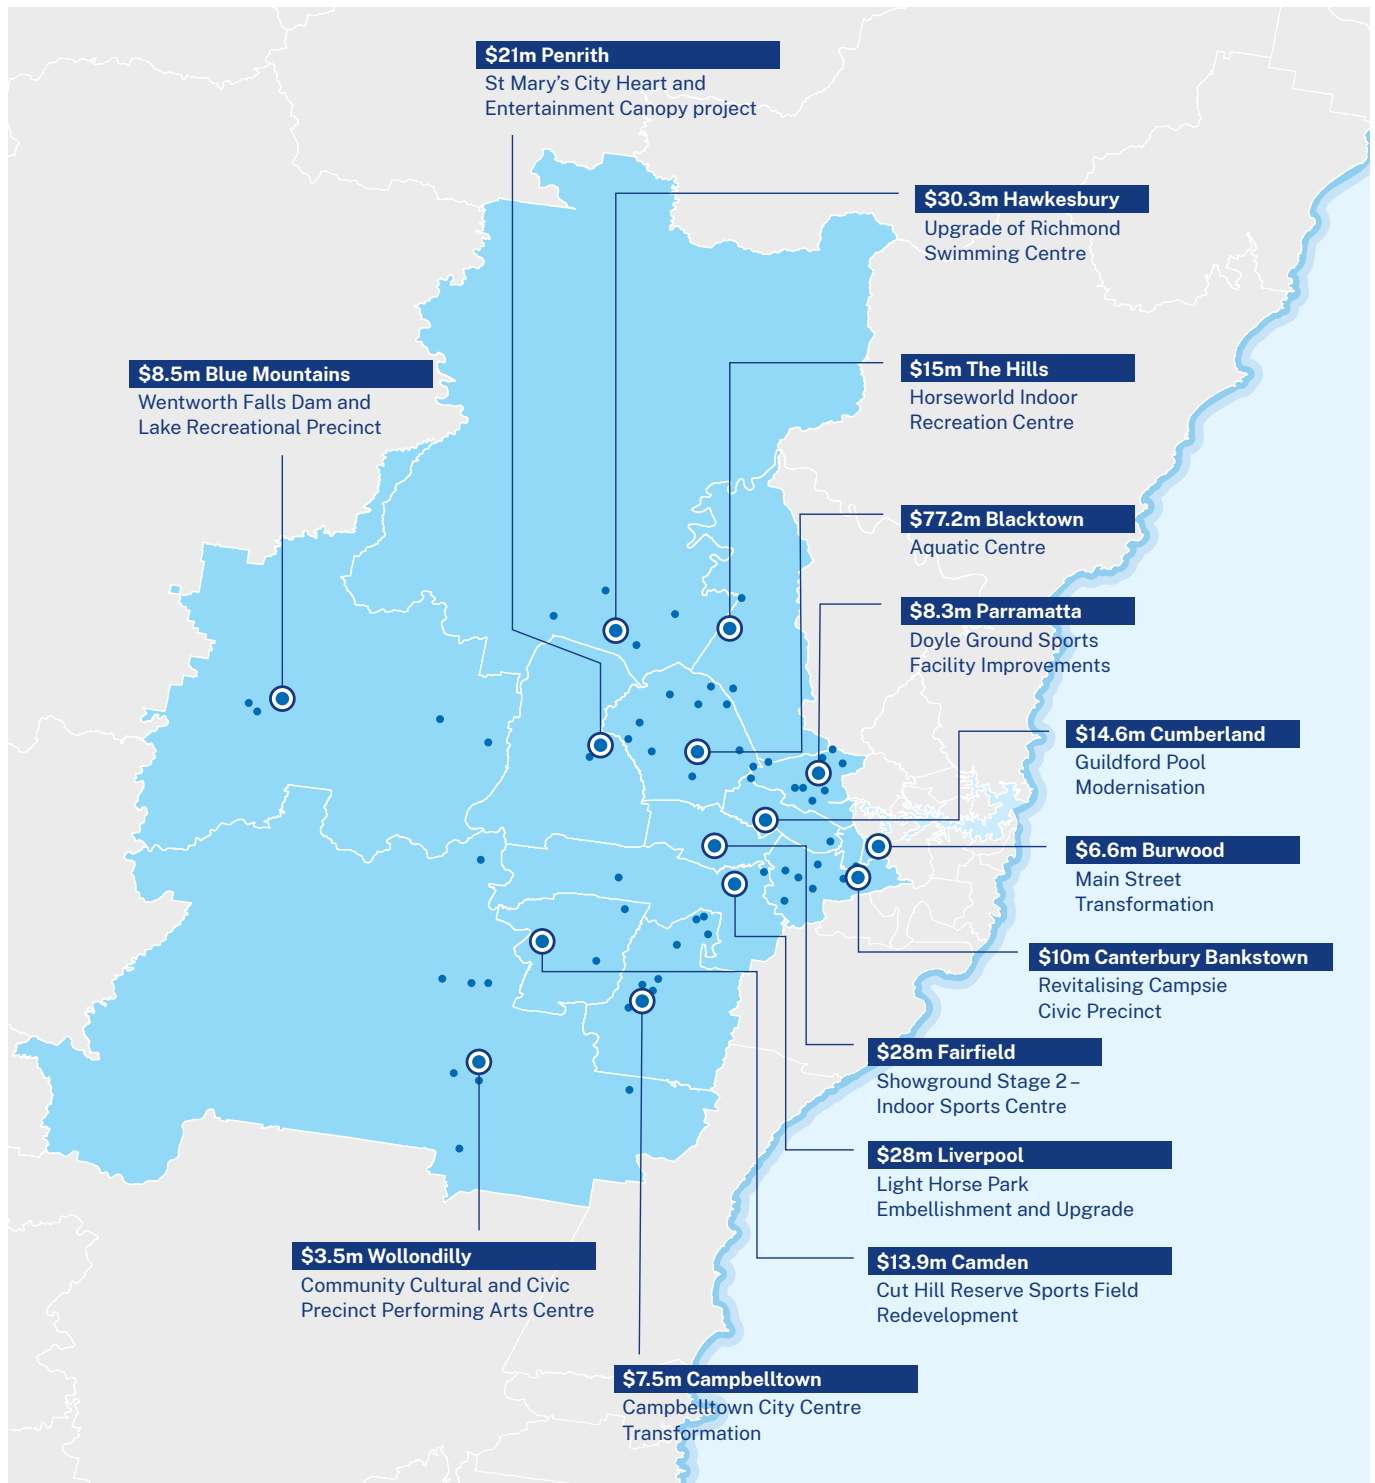 $21m Penrith
St Mary’s City Heart and
Entertainment Canopy project
$30.3m Hawkesbury
Upgrade of Richmond
Swimming Centre
$8.5m Blue Mountains
Wentworth Falls Dam and
Lake Recreational Precinct
$15m The Hills
Horseworld Indoor
Recreation Centre
$77.2m Blacktown
Aquatic Centre
$8.3m Parramatta
Doyle Ground Sports
Facility Improvements
$14.6m Cumberland
Guildford Pool
Modernisation
$6.6m Burwood
Main Street
Transformation
$10m Canterbury Bankstown
Revitalising Campsie
Civic Precinct
$28m Fairfield
Showground Stage 2 –
Indoor Sports Centre
$28m Liverpool
Light Horse Park
Embellishment and Upgrade
$13.9m Camden
Cut Hill Reserve Sports Field
Redevelopment
$3.5m Wollondilly
Community Cultural and Civic
Precinct Performing Arts Centre
$7.5m Campbelltown
Campbelltown City Centre
Transformation